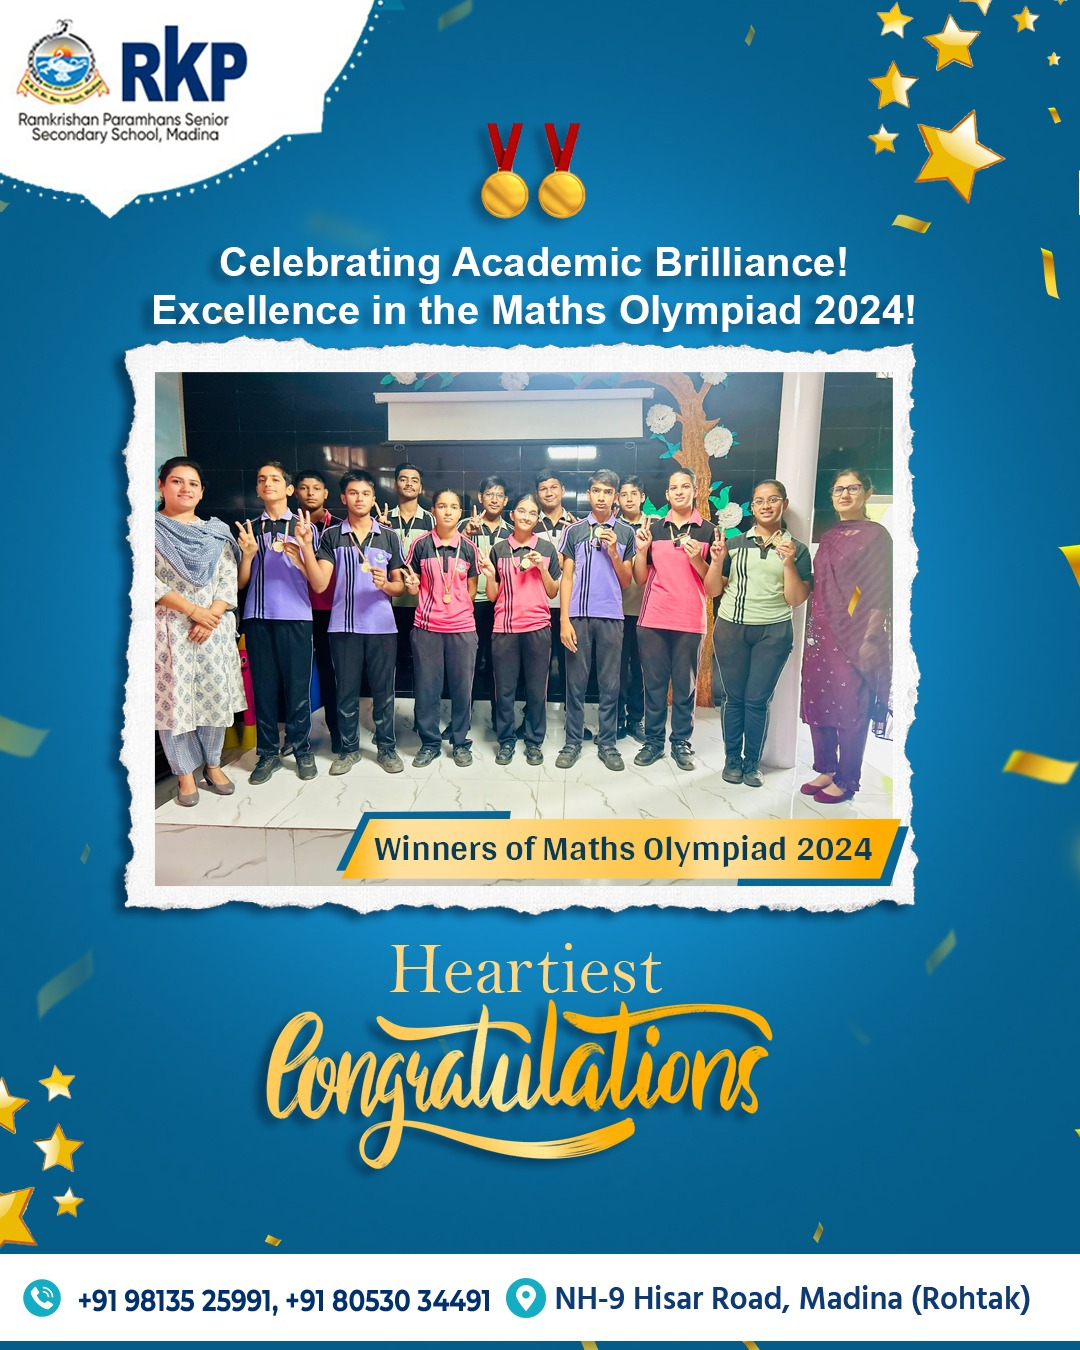 RKP
Ramkrishan Paramhans Senior
Secondary School, Madina
Celebrating Academic Brilliance!
Excellence in the Maths Olympiad 2024!
Winners of Maths Olympiad 2024
Heartiest
Congratulations
+91 98135 25991, +91 80530 34491
NH-9 Hisar Road, Madina (Rohtak)